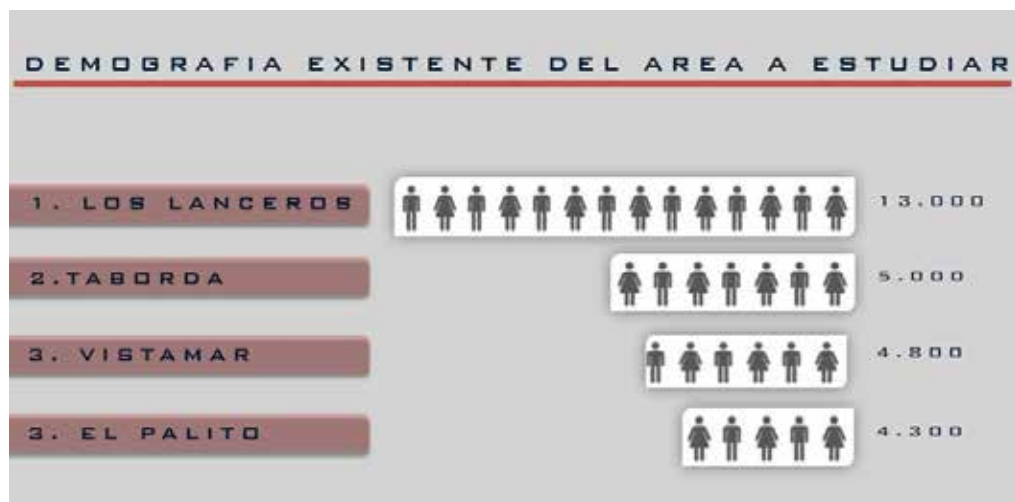 DEMOGRAFIA EXISTENTE DEL AREA A ESTUDIAR
1. LOS LANCEROS 13.000
2.TABORDA 5.000
3. VISTAMAR 4.800
3. EL PALITO 4.300